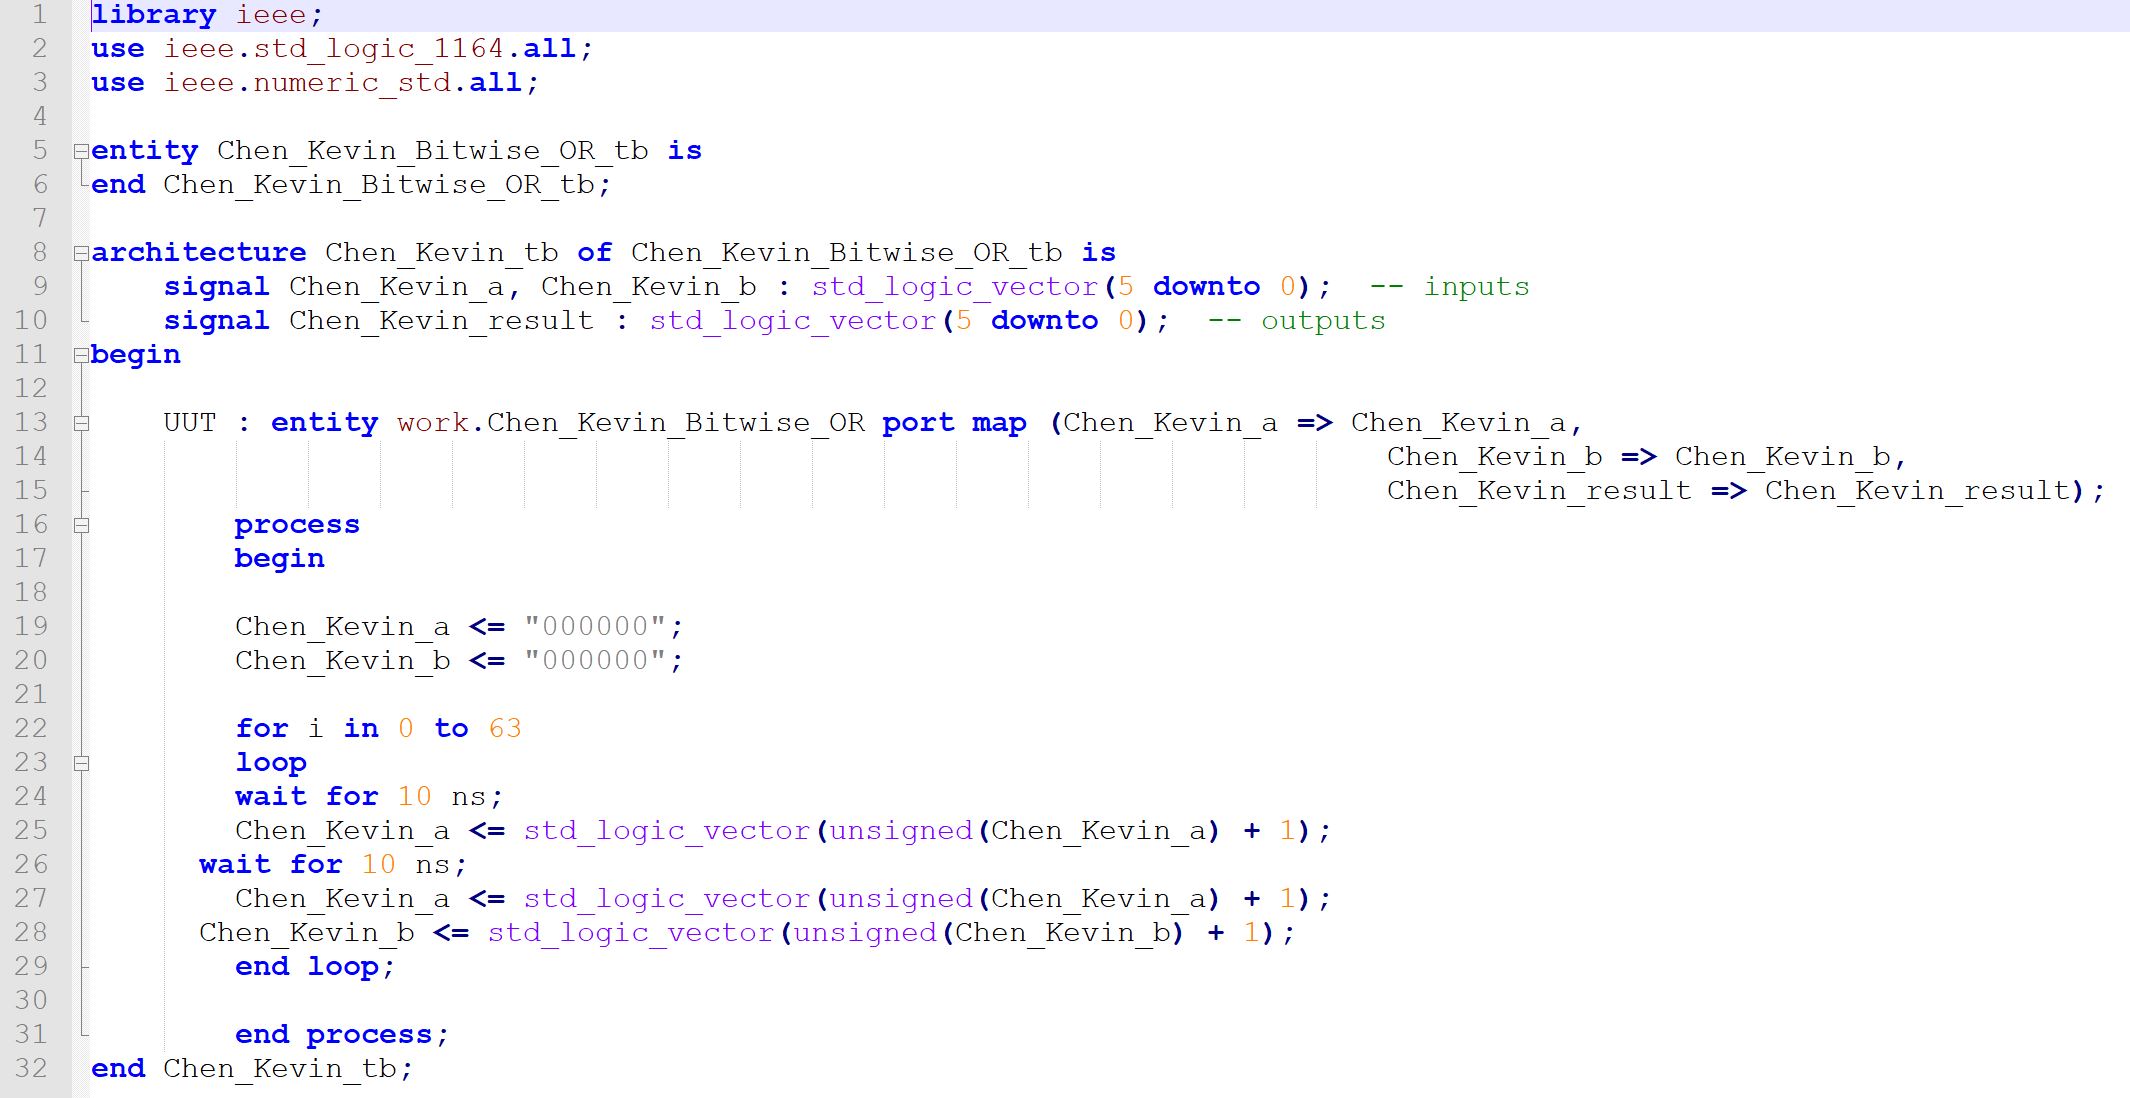 1 library ieee;
2 use ieee.std_logic_1164.all;
3 use ieee.numeric_std.all;
4
5 entity Chen_Kevin_Bitwise_OR_tb is
6 end Chen_Kevin_Bitwise_OR_tb;
7
8 architecture Chen_Kevin_tb of Chen_Kevin_Bitwise_OR_tb is
9 signal Chen_Kevin_a, Chen_Kevin_b : std_logic_vector(5 downto 0); -- inputs
10 signal Chen_Kevin_result : std_logic_vector(5 downto 0); -- outputs
11 begin
12
13 UUT : entity work.Chen_Kevin_Bitwise_OR port map (Chen_Kevin_a => Chen_Kevin_a,
14 Chen_Kevin_b => Chen_Kevin_b,
15 Chen_Kevin_result => Chen_Kevin_result);
16 process
17 begin
18
19 Chen_Kevin_a <= "000000";
20 Chen_Kevin_b <= "000000";
21
22 for i in 0 to 63
23 loop
24 wait for 10 ns;
25 Chen_Kevin_a <= std_logic_vector(unsigned(Chen_Kevin_a) + 1);
26 wait for 10 ns;
27 Chen_Kevin_a <= std_logic_vector(unsigned(Chen_Kevin_a) + 1);
28 Chen_Kevin_b <= std_logic_vector(unsigned(Chen_Kevin_b) + 1);
29 end loop;
30
31 end process;
32 end Chen_Kevin_tb;